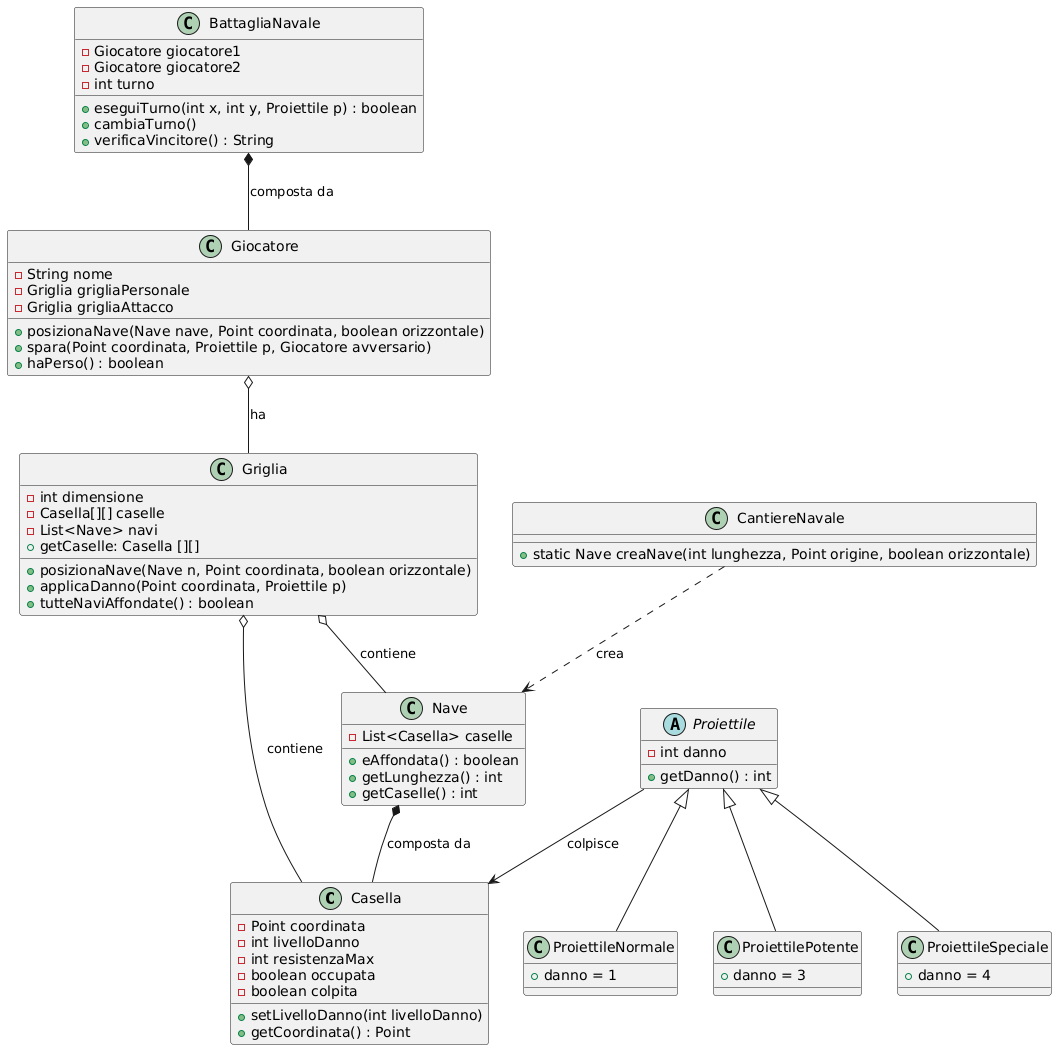 BattagliaNavale
Giocatore giocatore1
Giocatore giocatore2
int turno
eseguiTurno(int x, int y, Proiettile p) : boolean
cambiaTurno()
verificaVincitore() : String
composta da
Giocatore
String nome
Griglia grigliaPersonale
Griglia grigliaAttacco
posizionaNave(Nave nave, Point coordinata, boolean orizzontale)
spara(Point coordinata, Proiettile p, Giocatore avversario)
haPerso() : boolean
ha
Griglia
int dimensione
Casella[][] caselle
List<Nave> navi
getCaselle: Casella [][]
posizionaNave(Nave n, Point coordinata, boolean orizzontale)
applicaDanno(Point coordinata, Proiettile p)
tutteNaviAffondate() : boolean
CantiereNavale
static Nave creaNave(int lunghezza, Point origine, boolean orizzontale)
contiene
crea
contiene
Nave
List<Casella> caselle
eAffondata() : boolean
getLunghezza() : int
getCaselle() : int
Proiettile
int danno
getDanno() : int
composta da
colpisce
Casella
Point coordinata
int livelloDanno
int resistenzaMax
boolean occupata
boolean colpita
setLivelloDanno(int livelloDanno)
getCoordinata() : Point
ProiettileNormale
danno = 1
ProiettilePotente
danno = 3
ProiettileSpeciale
danno = 4